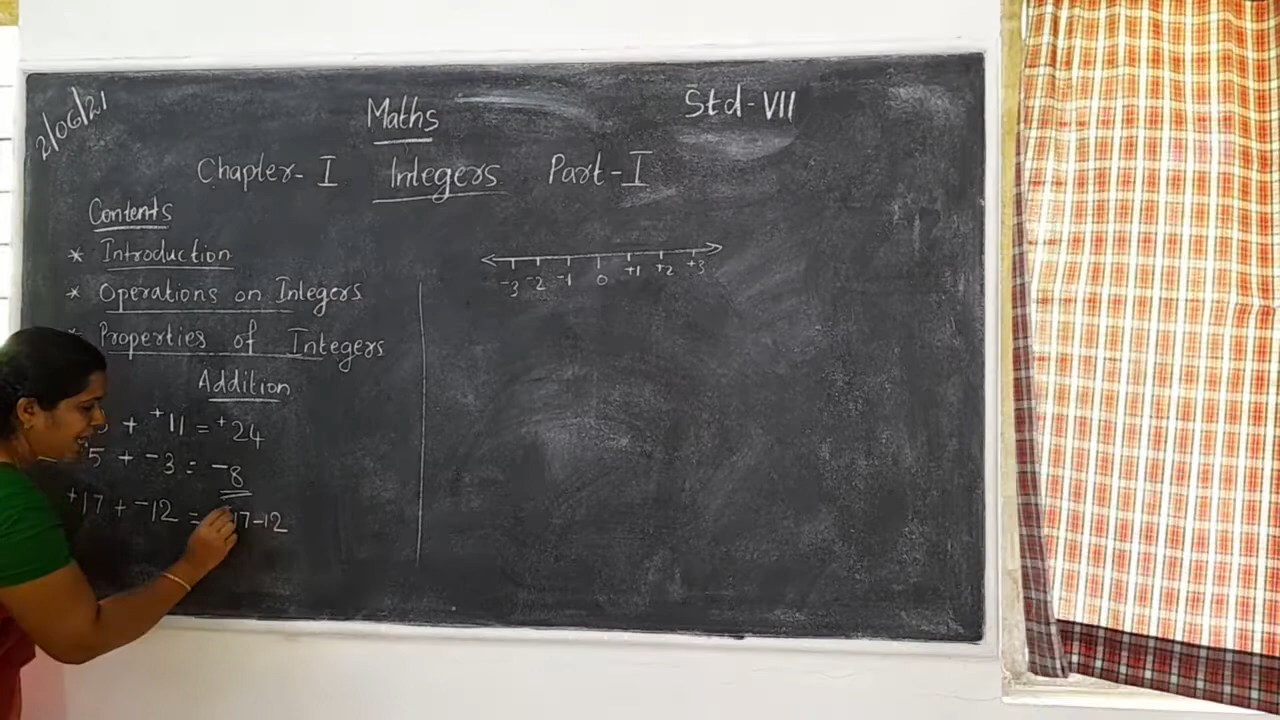 2/06/21
Maths
Std-VII
Chapter-I Integers Part-I
Contents
* Introduction
* Operations on Integers
* Properties of Integers
-3 -2 -1 0 +1 +2 +3
Addition
+ +11 = +24
5 + -3 = -8
+17 + -12 = 17-12